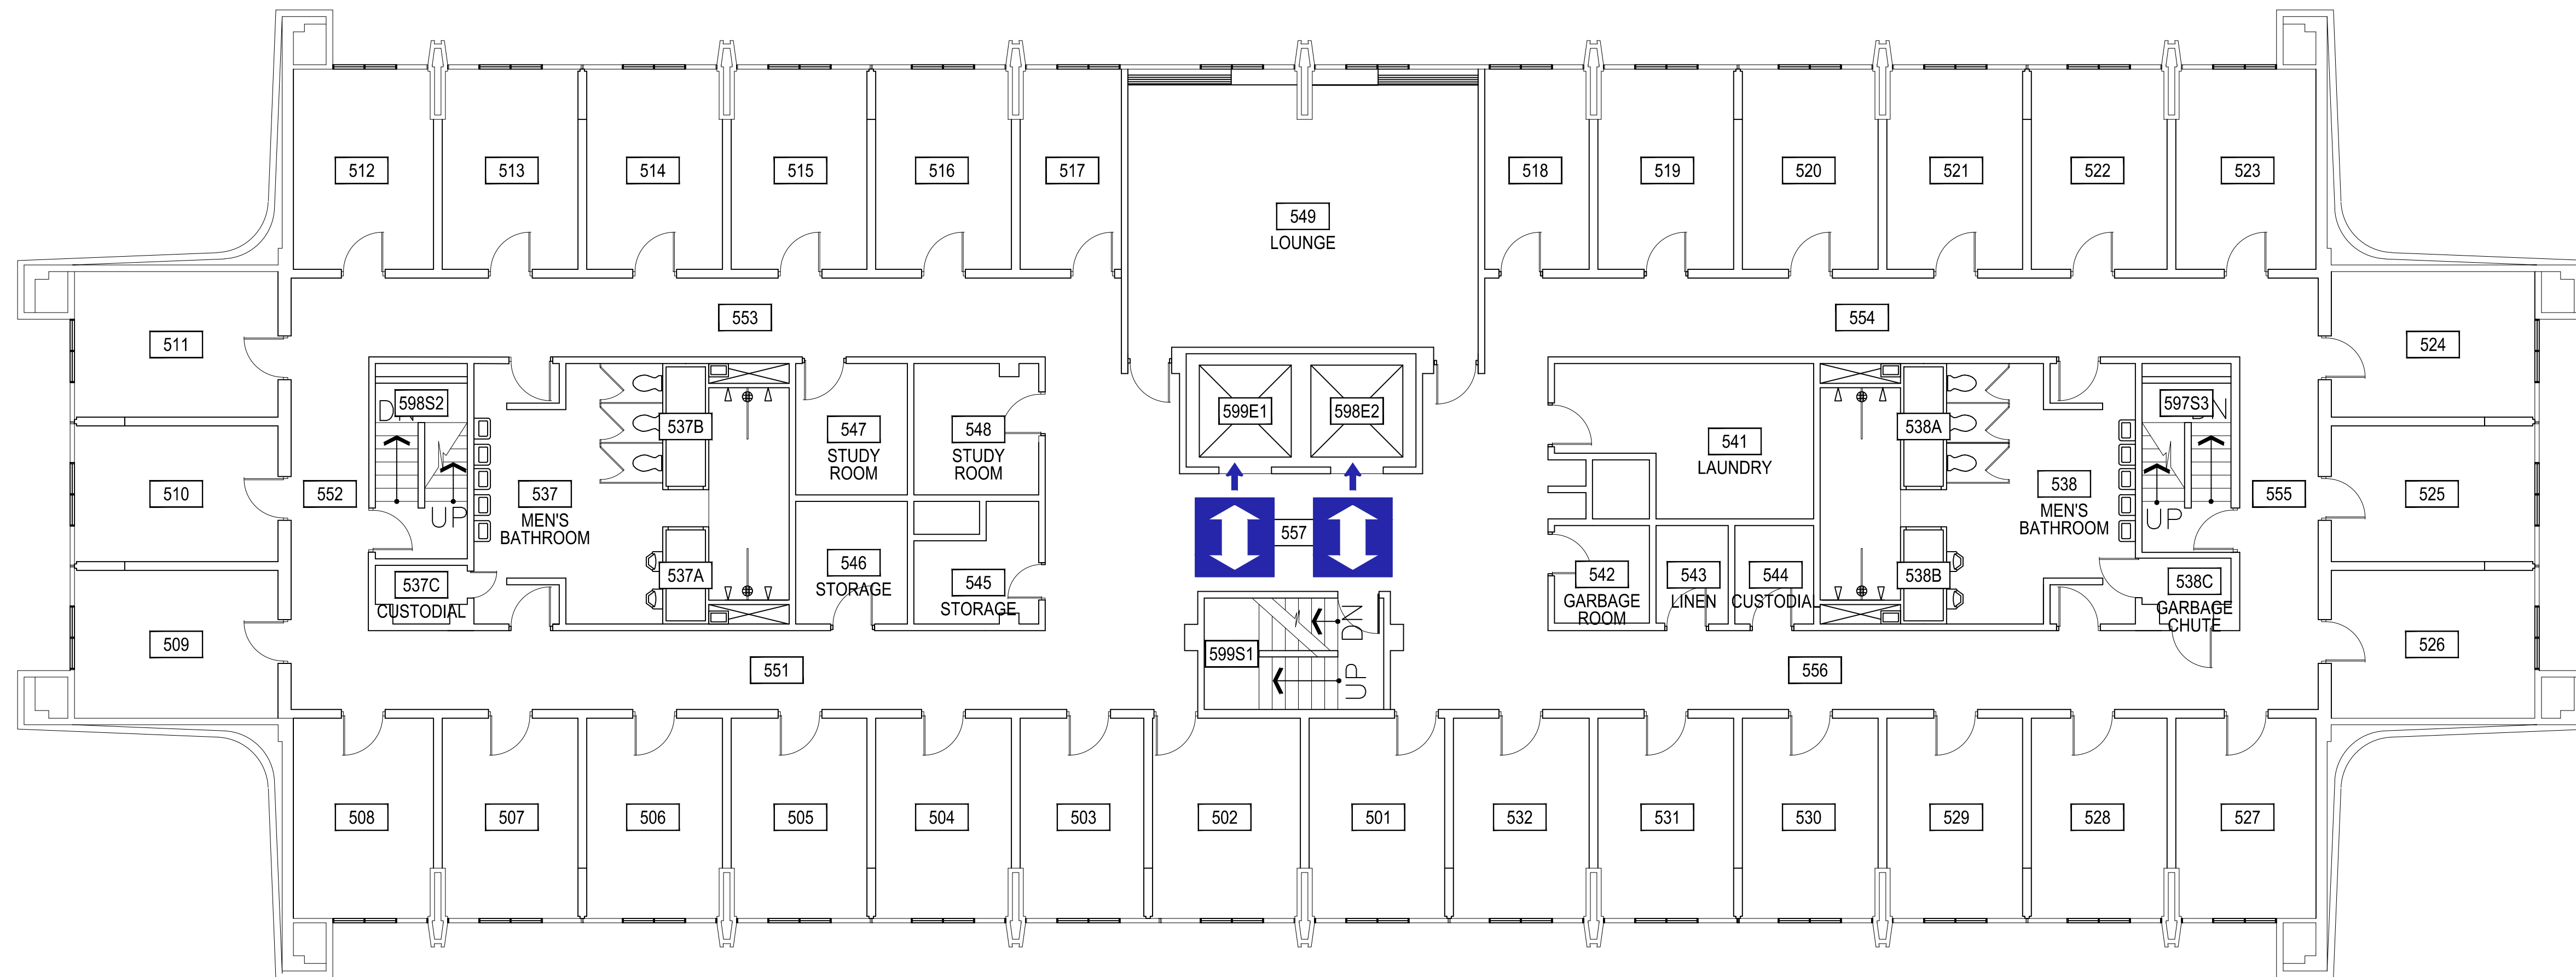 512
513
514
515
516
517
549
LOUNGE
518
519
520
521
522
523
553
554
511
524
598S2
DN
537B
547
STUDY
ROOM
548
STUDY
ROOM
599E1
598E2
541
LAUNDRY
538A
597S3
DN
510
552
UP
537
MEN'S
BATHROOM
557
538
MEN'S
BATHROOM
UP
555
525
537C
CUSTODIAL
537A
546
STORAGE
545
STORAGE
542
GARBAGE
ROOM
543
LINEN
544
CUSTODIAL
538B
538C
GARBAGE
CHUTE
509
551
599S1
DN
UP
556
526
508
507
506
505
504
503
502
501
532
531
530
529
528
527